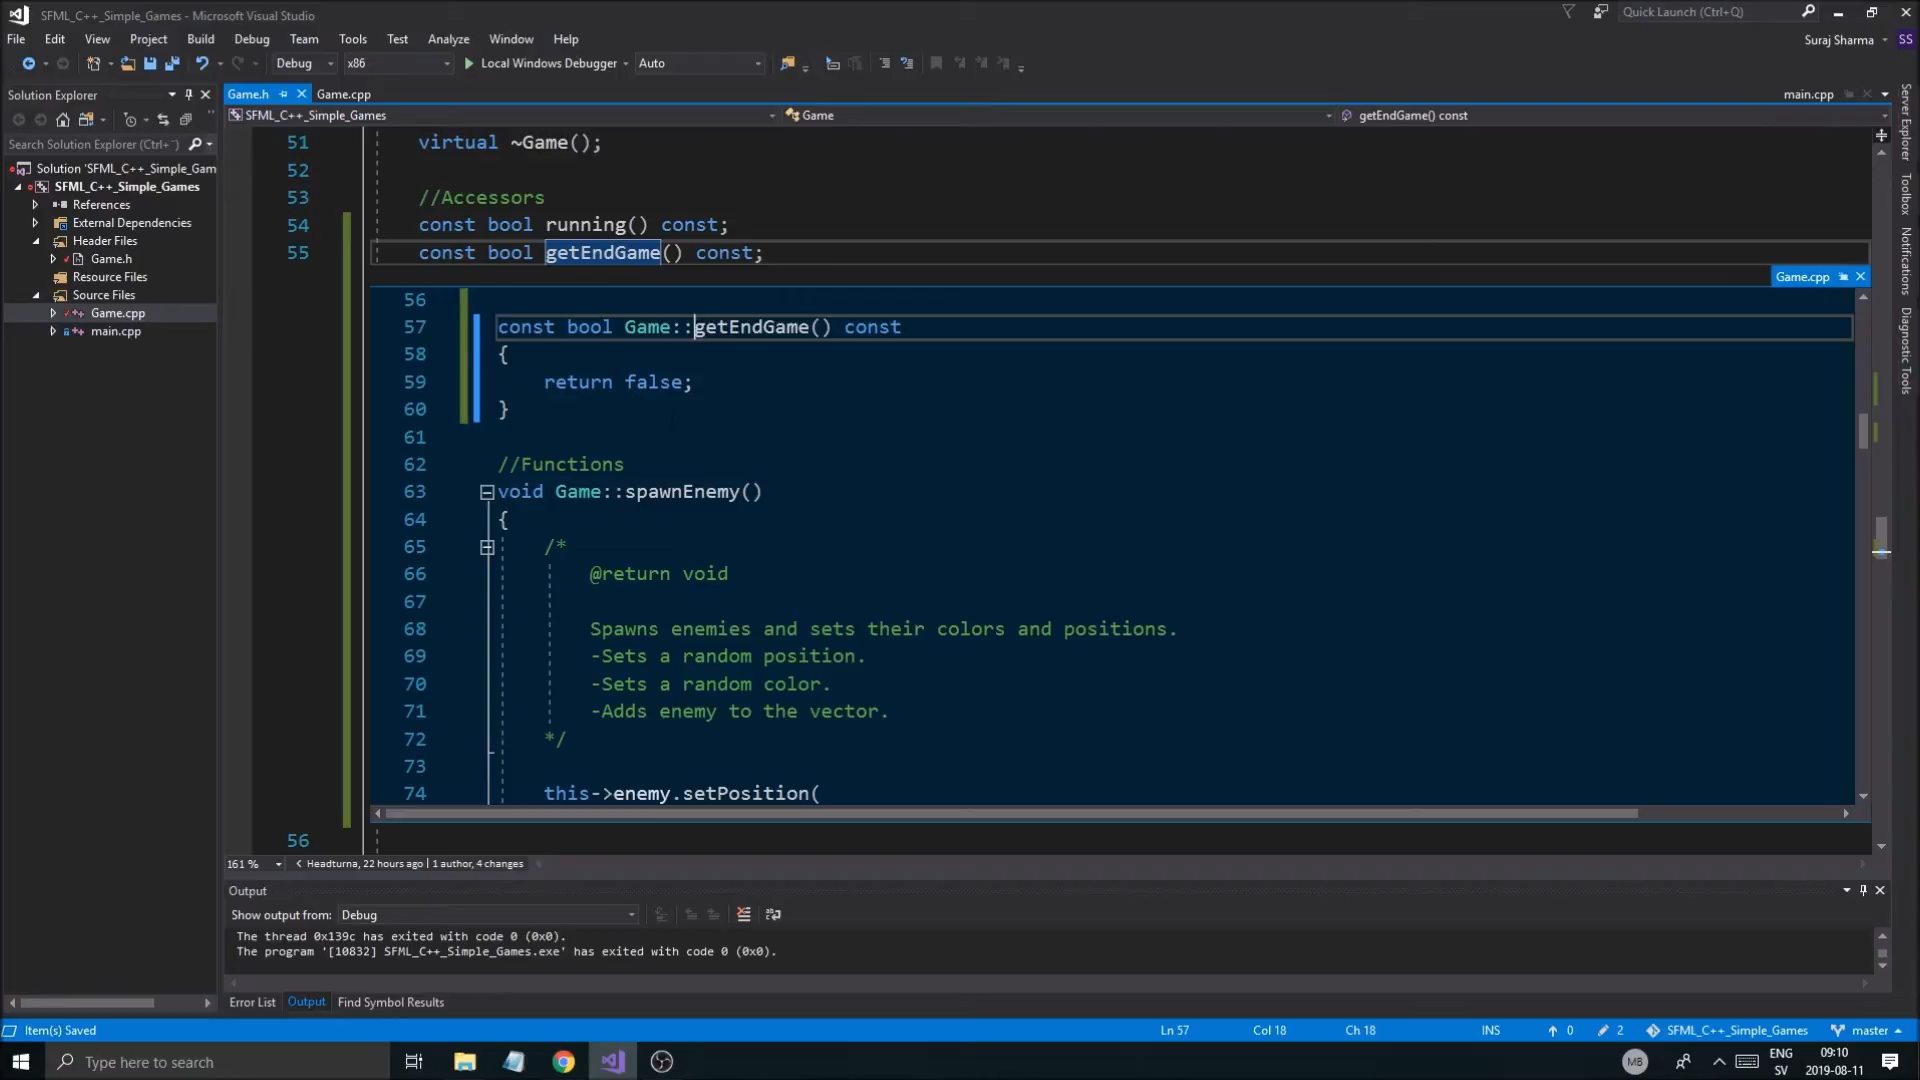 SFML_C++_Simple_Games - Microsoft Visual Studio
Quick Launch (Ctrl+Q)
File Edit View Project Build Debug Team Tools Test Analyze Window Help
Suraj Sharma SS
Debug x86 Local Windows Debugger Auto
Solution Explorer
Search Solution Explorer (Ctrl+
Solution 'SFML_C++_Simple_Gam
SFML_C++_Simple_Games
References
External Dependencies
Header Files
Game.h
Resource Files
Source Files
Game.cpp
main.cpp
Game.h Game.cpp main.cpp
SFML_C++_Simple_Games Game getEndGame() const
51 virtual ~Game();
52
53 //Accessors
54 const bool running() const;
55 const bool getEndGame() const;
Game.cpp
56
57 const bool Game::getEndGame() const
58 {
59 return false;
60 }
61
62 //Functions
63 void Game::spawnEnemy()
64 {
65 /*
66 @return void
67
68 Spawns enemies and sets their colors and positions.
69 -Sets a random position.
70 -Sets a random color.
71 -Adds enemy to the vector.
72 */
73
74 this->enemy.setPosition(
56
161 % Headturna, 22 hours ago | 1 author, 4 changes
Server Explorer
Toolbox
Notifications
Diagnostic Tools
Output
Show output from: Debug
The thread 0x139c has exited with code 0 (0x0).
The program '[10832] SFML_C++_Simple_Games.exe' has exited with code 0 (0x0).
Error List Output Find Symbol Results
Item(s) Saved Ln 57 Col 18 Ch 18 INS 0 2 SFML_C++_Simple_Games master
Type here to search
MB
ENG
SV
09:10
2019-08-11